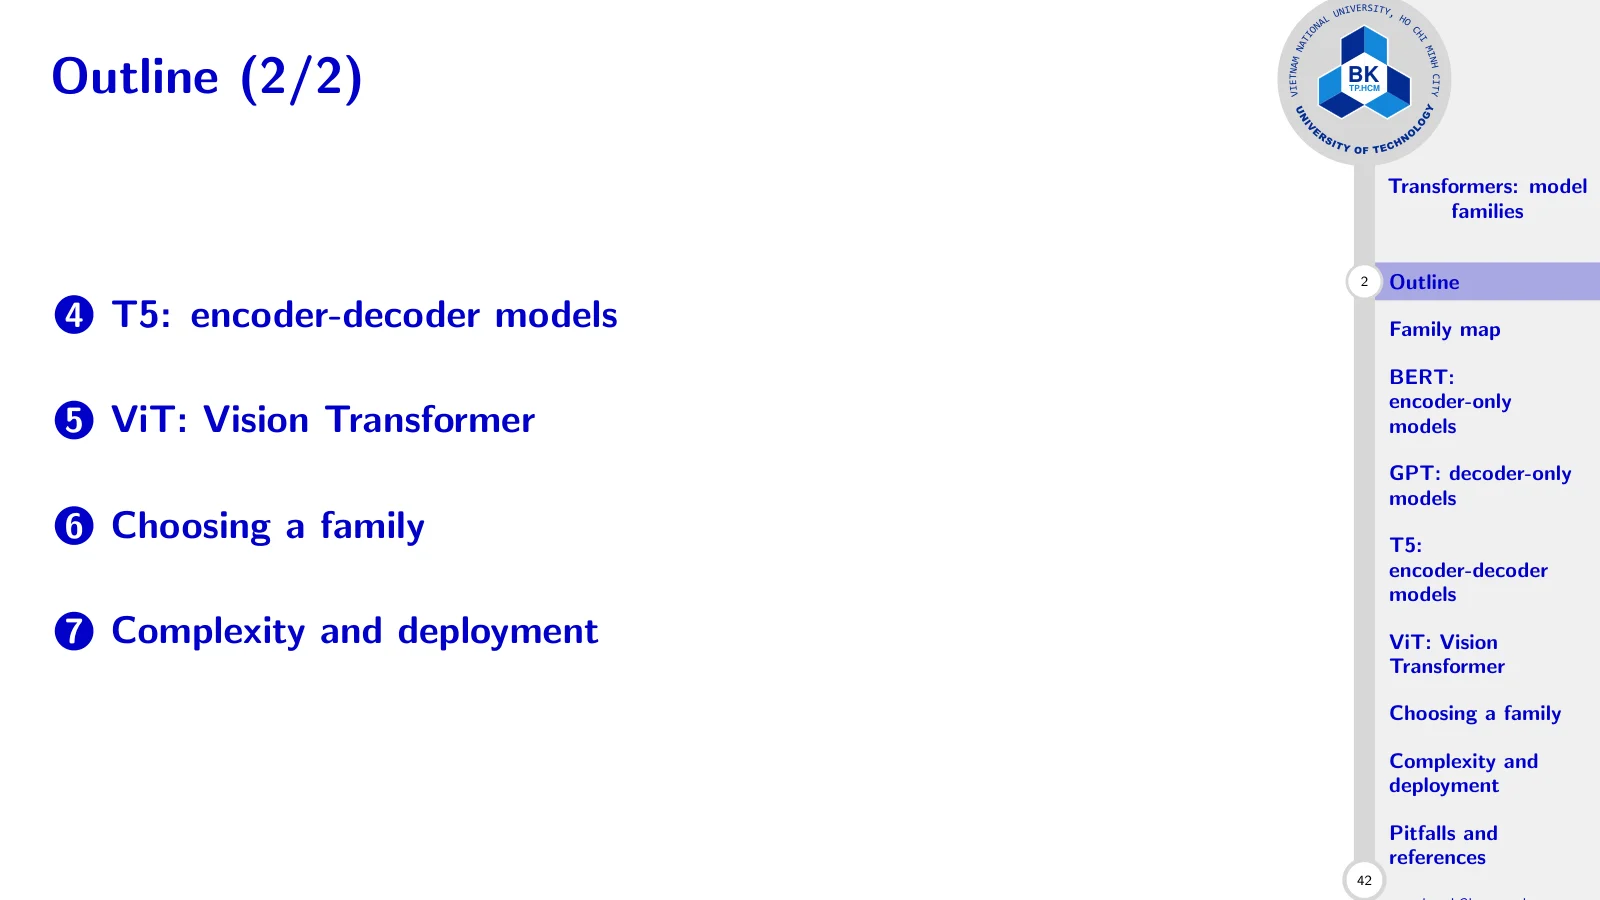 Outline (2/2)
4 T5: encoder-decoder models
5 ViT: Vision Transformer
6 Choosing a family
7 Complexity and deployment
VIETNAM NATIONAL UNIVERSITY, HO CHI MINH CITY
BK
TP.HCM
UNIVERSITY OF TECHNOLOGY
Transformers: model
families
2
Outline
Family map
BERT:
encoder-only
models
GPT: decoder-only
models
T5:
encoder-decoder
models
ViT: Vision
Transformer
Choosing a family
Complexity and
deployment
Pitfalls and
references
42